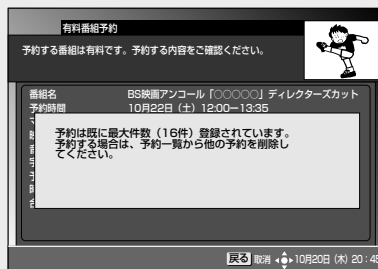 有料番組予約
予約する番組は有料です。予約する内容をご確認ください。
番組名 BS映画アンコール「○○○○○」ディレクターズカット
予約時間 10月22日（土）12:00ー13:35
予約は既に最大件数（16件）登録されています。
予約する場合は、予約一覧から他の予約を削除し
てください。
戻る 取消 10月20日（木）20：45